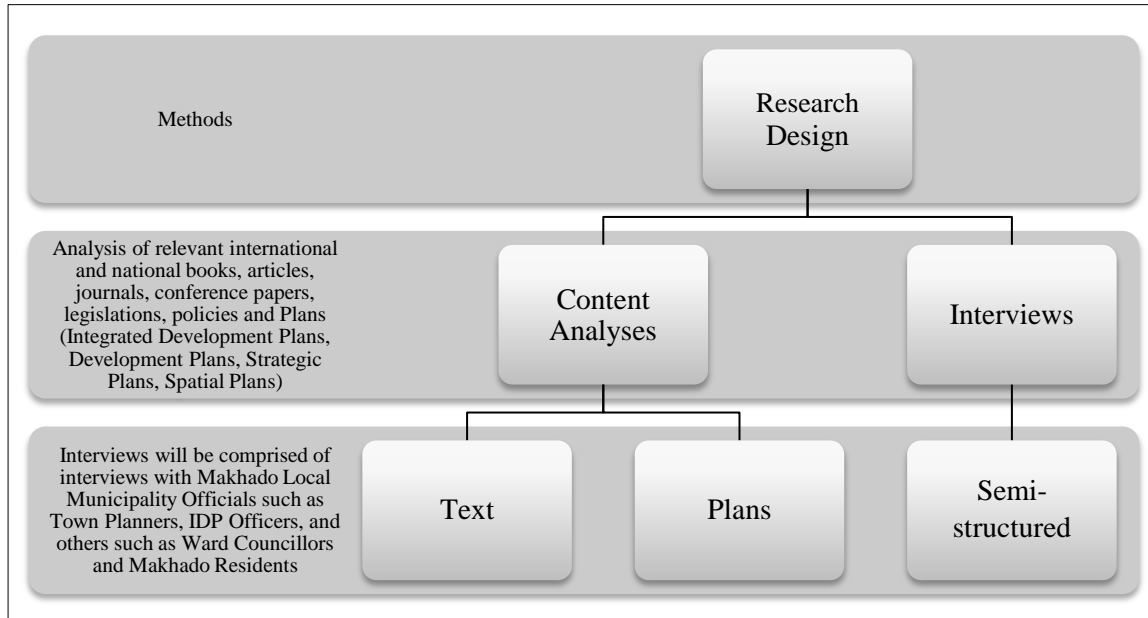 Methods
Research
Design
Analysis of relevant international
and national books, articles,
journals, conference papers,
legislations, policies and Plans
(Integrated Development Plans,
Development Plans, Strategic
Plans, Spatial Plans)
Content
Analyses
Interviews
Interviews will be comprised of
interviews with Makhado Local
Municipality Officials such as
Town Planners, IDP Officers, and
others such as Ward Councillors
and Makhado Residents
Text
Plans
Semi-
structured